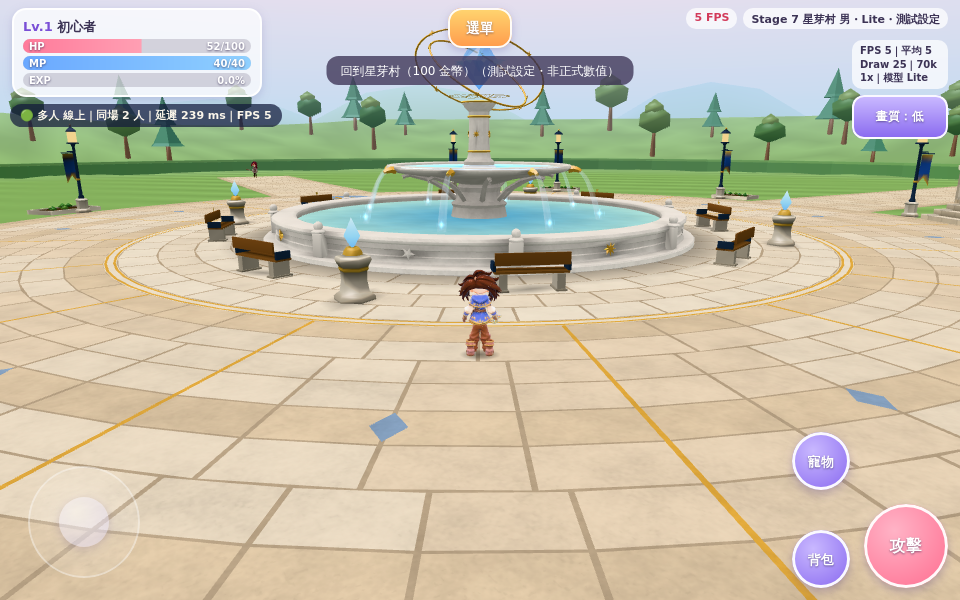 Lv.1 初心者
HP 52/100
MP 40/40
EXP 0.0%
多人 線上｜同場 2 人｜延遲 239 ms｜FPS 5
選單
回到星芽村（100 金幣）（測試設定・非正式數值）
5 FPS
Stage 7 星芽村 男・Lite・測試設定
FPS 5｜平均 5
Draw 25｜70k
1x｜模型 Lite
畫質：低
寵物
攻擊
背包